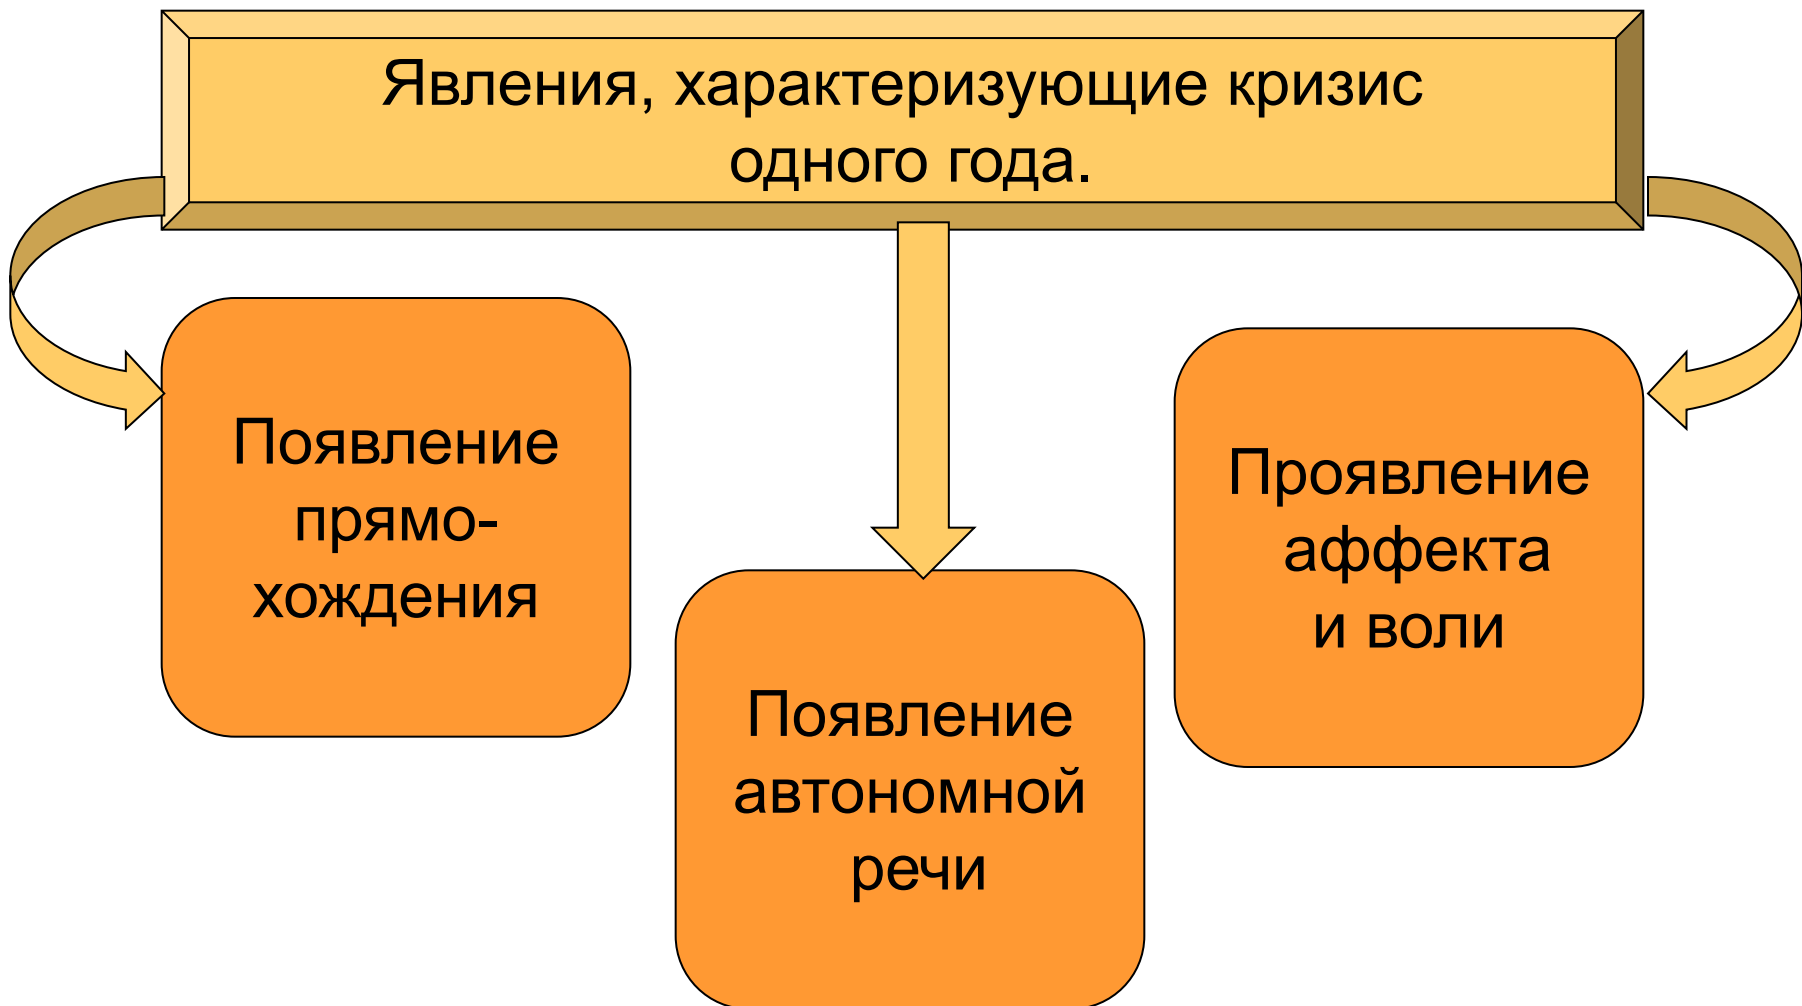 Явления, характеризующие кризис
одного года.
Появление
прямо-
хождения
Появление
автономной
речи
Проявление
аффекта
и воли